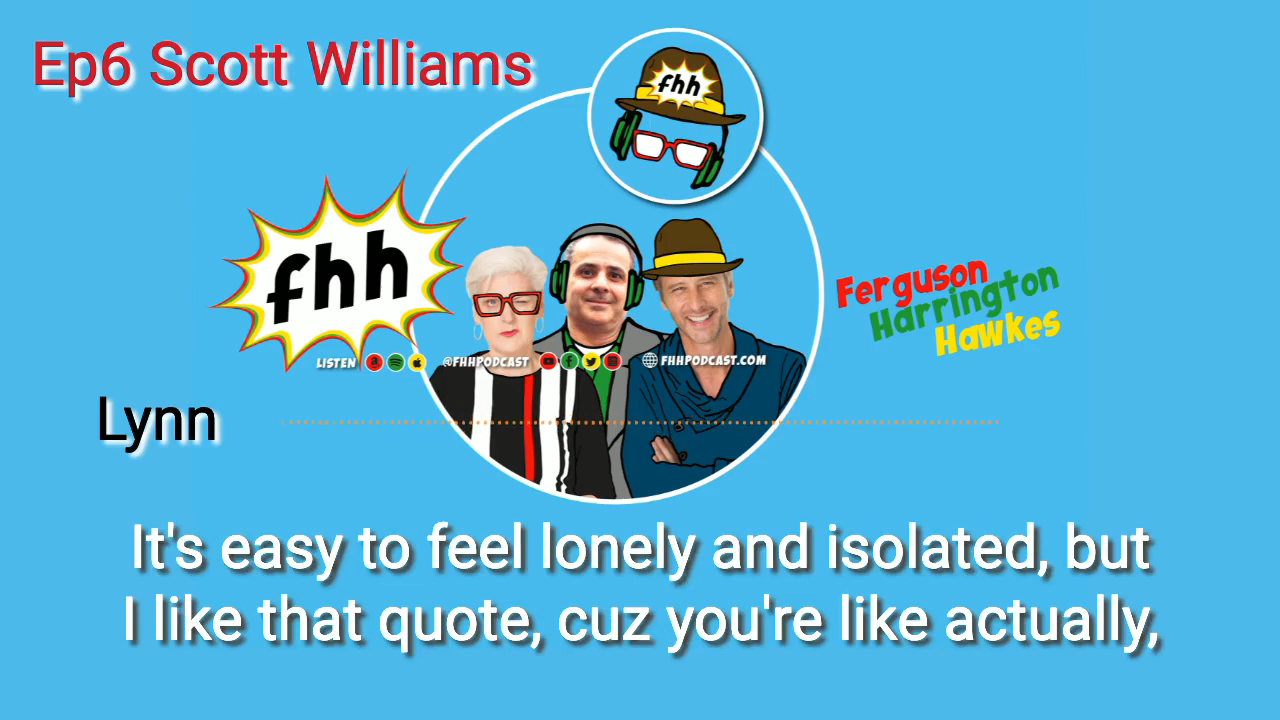 Ep6 Scott Williams
fhh
fhh
Ferguson
Harrington
Hawkes
LISTEN @FHHPODCAST FHHPODCAST.COM
Lynn
It's easy to feel lonely and isolated, but
I like that quote, cuz you're like actually,